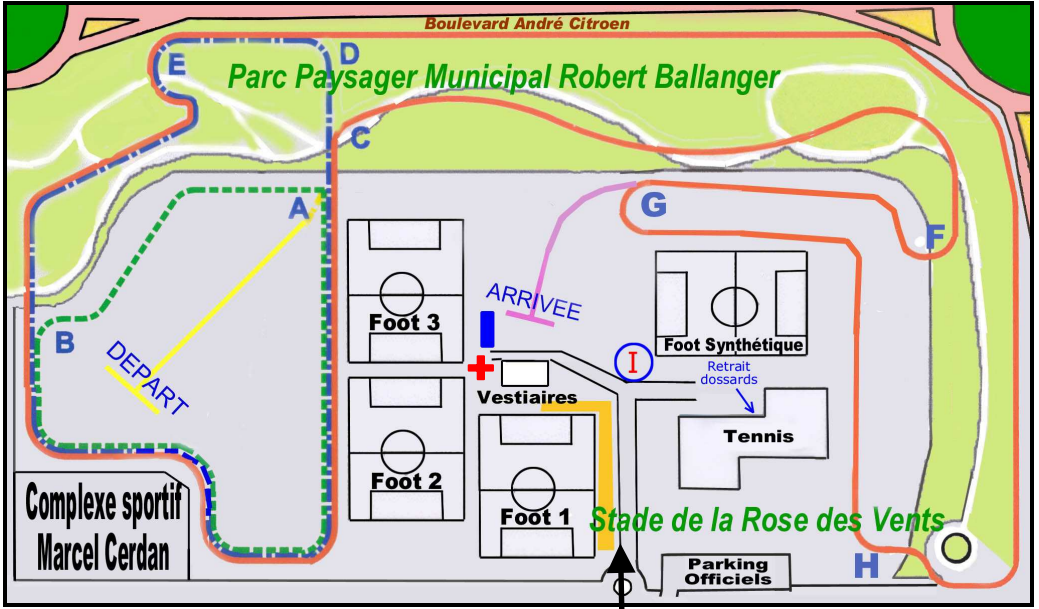 Boulevard André Citroen
D
E
Parc Paysager Municipal Robert Ballanger
C
A
G
F
ARRIVEE
Foot 3
Foot Synthétique
B
DEPART
I
Retrait
dossards
Vestiaires
Tennis
Foot 2
Complexe sportif
Marcel Cerdan
Foot 1
Stade de la Rose des Vents
H
Parking
Officiels